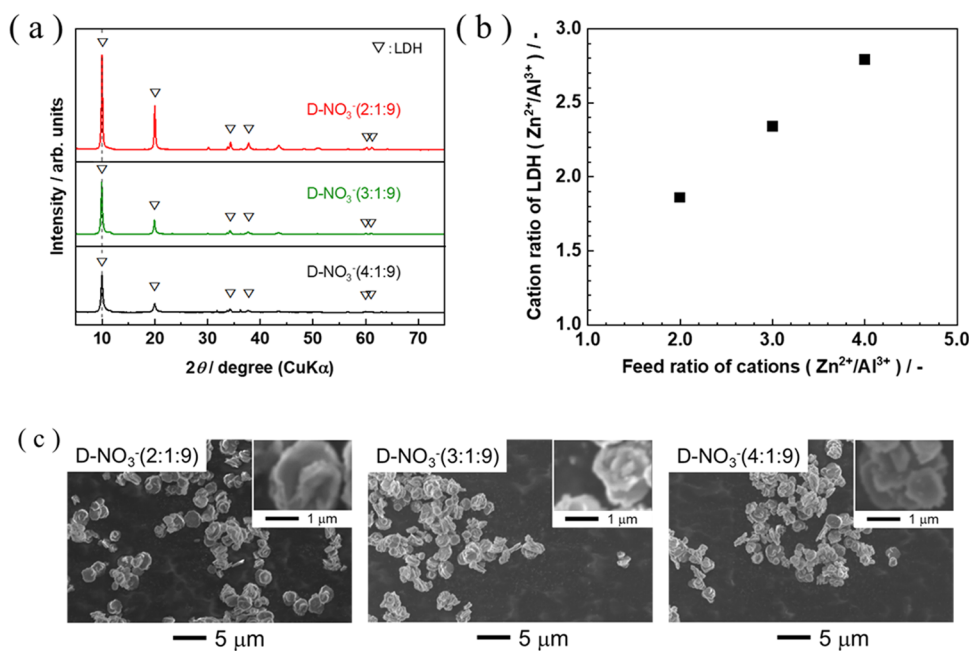 ( a )
▽ : LDH
D-NO₃⁻(2:1:9)
D-NO₃⁻(3:1:9)
D-NO₃⁻(4:1:9)
Intensity / arb. units
10 20 30 40 50 60 70
2θ / degree (CuKα)
( b )
3.0
2.5
2.0
1.5
1.0
Cation ratio of LDH ( Zn²⁺/Al³⁺ ) / -
1.0 2.0 3.0 4.0 5.0
Feed ratio of cations ( Zn²⁺/Al³⁺ ) / -
( c )
D-NO₃⁻(2:1:9)
1 μm
5 μm
D-NO₃⁻(3:1:9)
1 μm
5 μm
D-NO₃⁻(4:1:9)
1 μm
5 μm